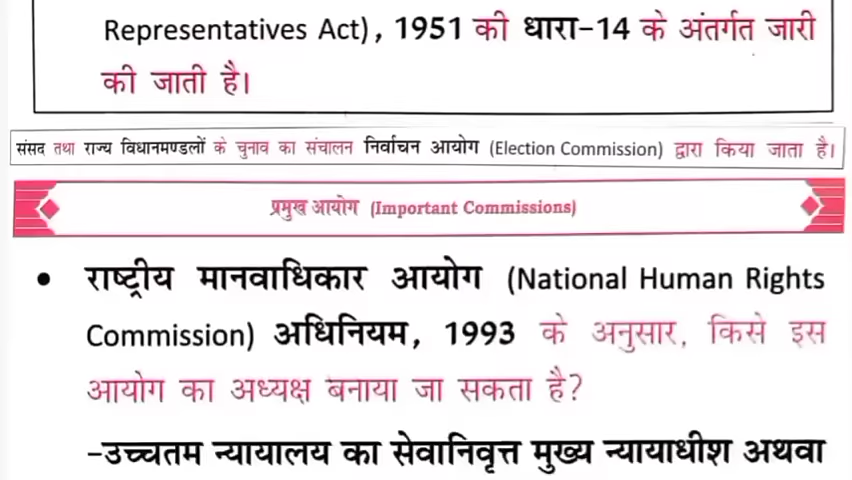 Representatives Act), 1951 की धारा-14 के अंतर्गत जारी
की जाती है।
संसद तथा राज्य विधानमण्डलों के चुनाव का संचालन निर्वाचन आयोग (Election Commission) द्वारा किया जाता है।
प्रमुख आयोग (Important Commissions)
• राष्ट्रीय मानवाधिकार आयोग (National Human Rights
Commission) अधिनियम, 1993 के अनुसार, किसे इस
आयोग का अध्यक्ष बनाया जा सकता है?
-उच्चतम न्यायालय का सेवानिवृत्त मुख्य न्यायाधीश अथवा